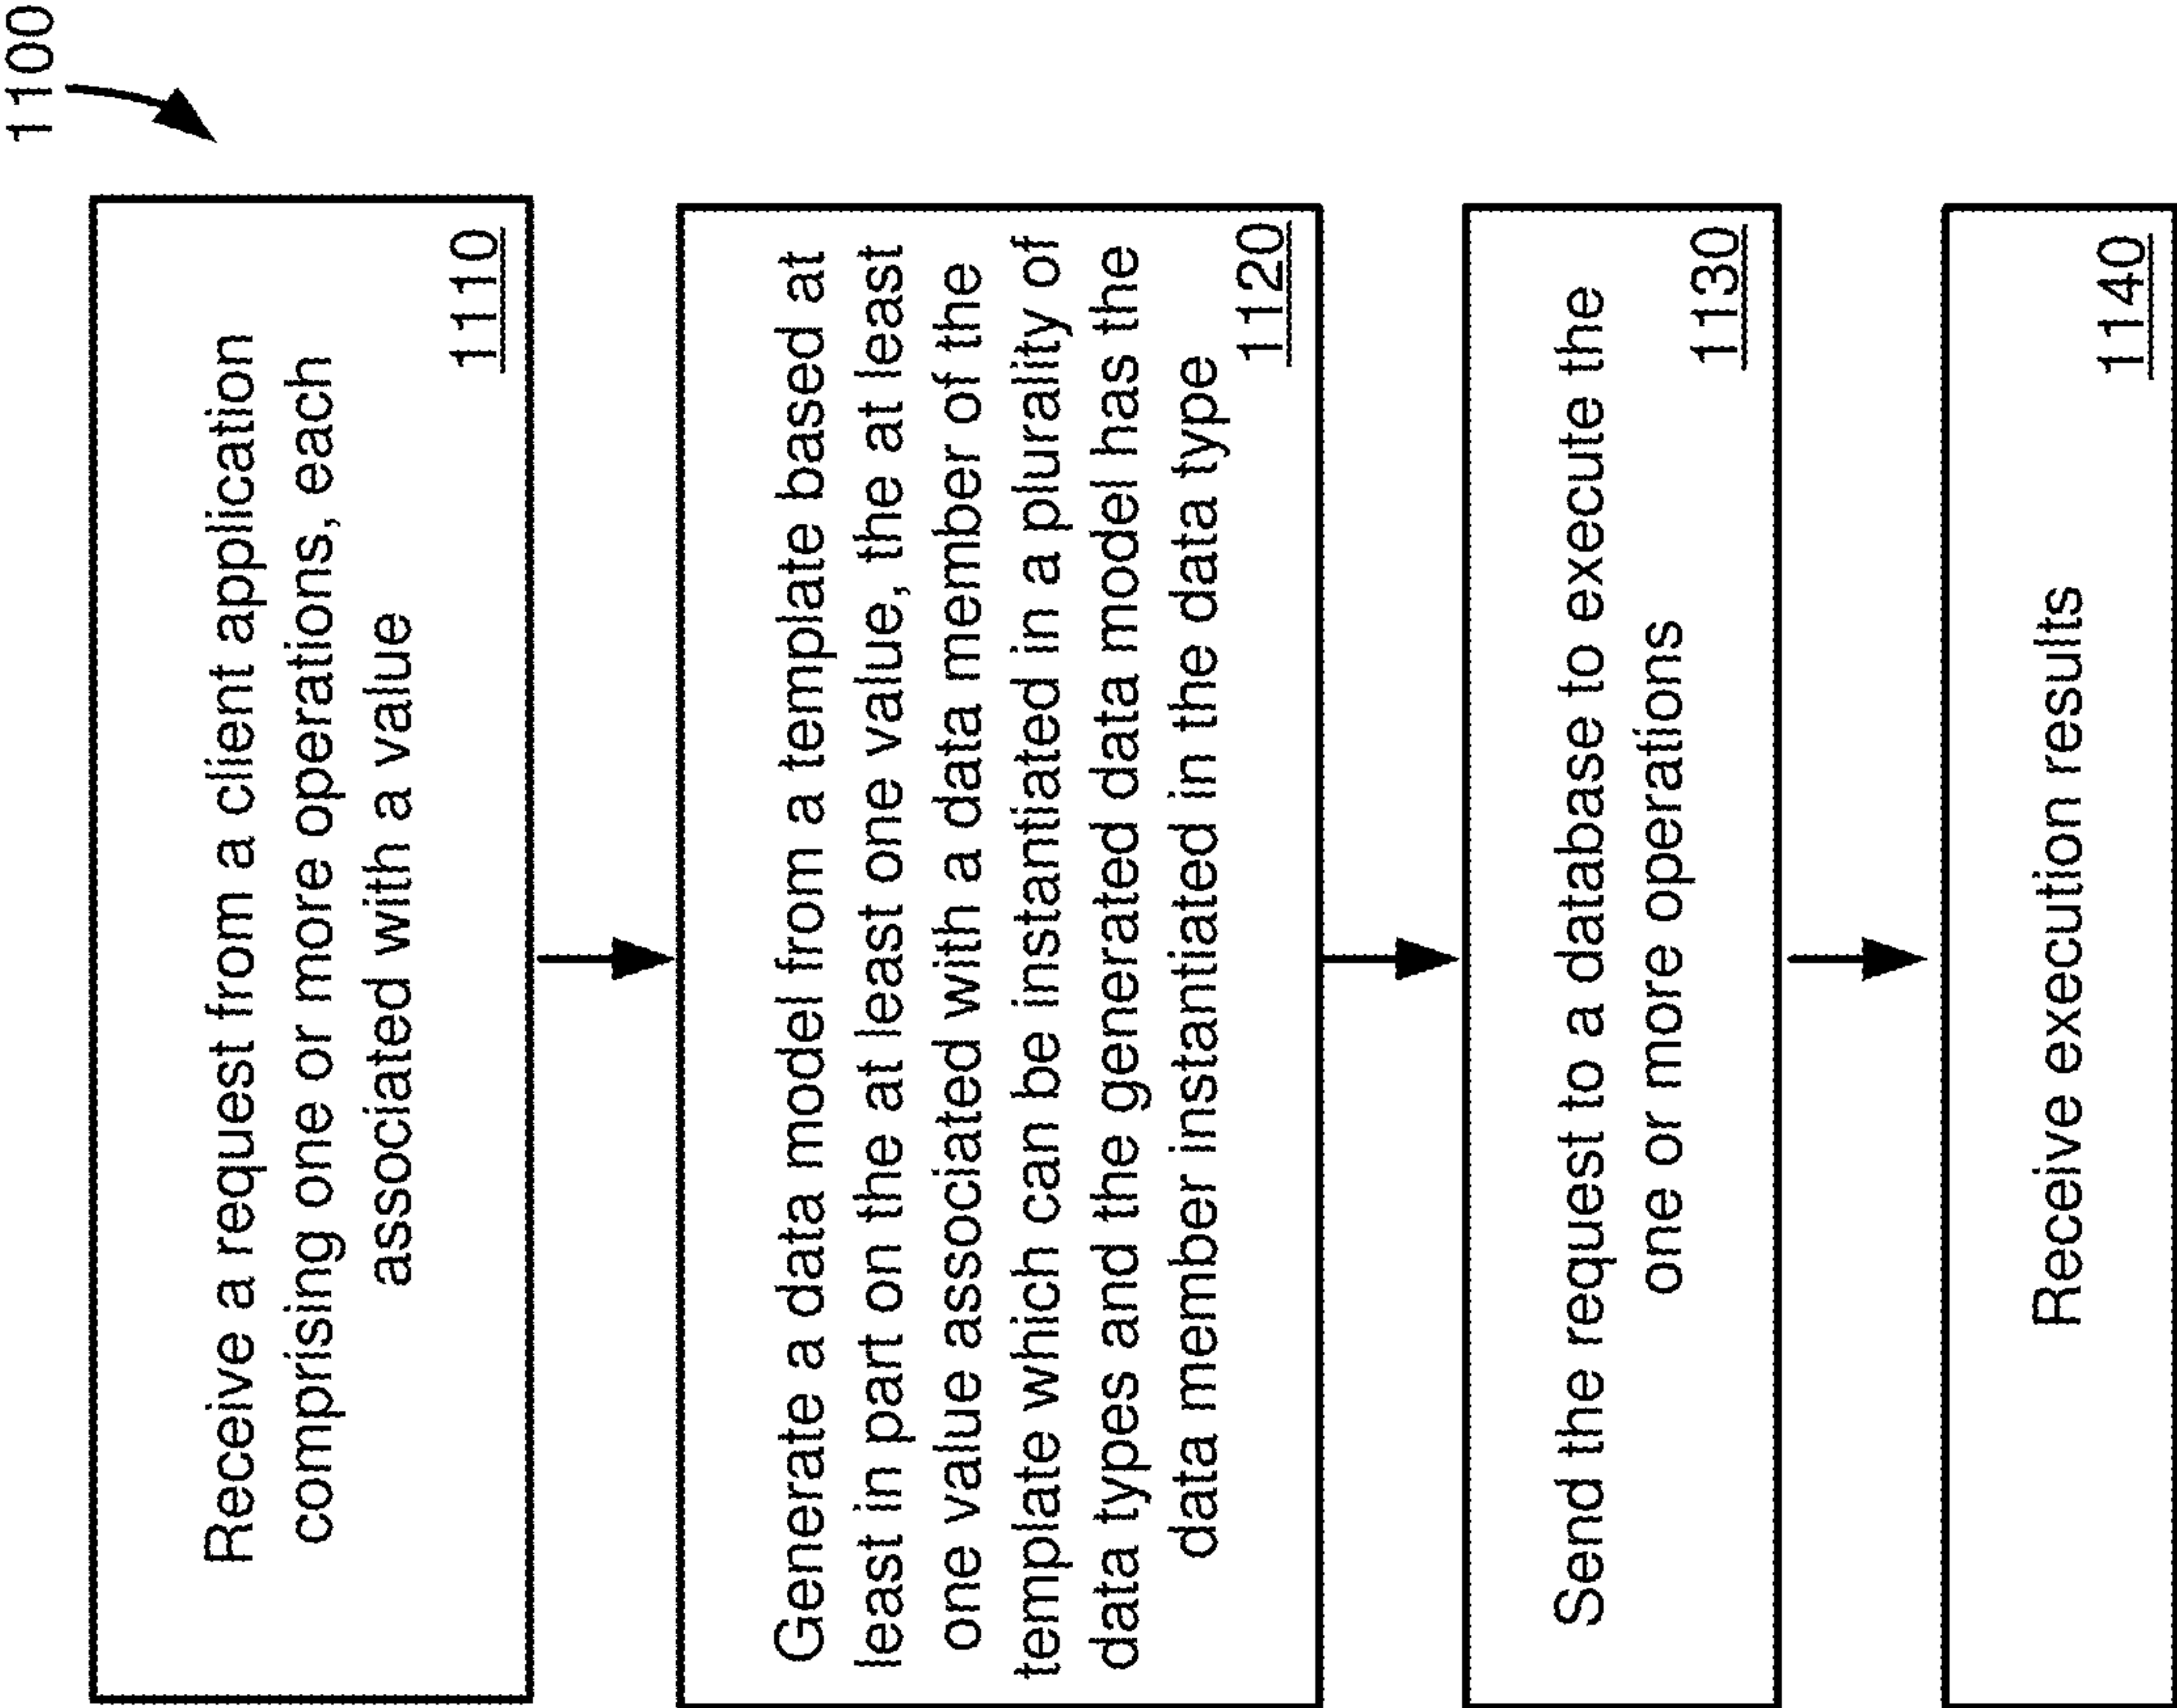 1100
Receive a request from a client application
comprising one or more operations, each
associated with a value
1110
Generate a data model from a template based at
least in part on the at least one value, the at least
one value associated with a data member of the
template which can be instantiated in a plurality of
data types and the generated data model has the
data member instantiated in the data type
1120
Send the request to a database to execute the
one or more operations
1130
Receive execution results
1140